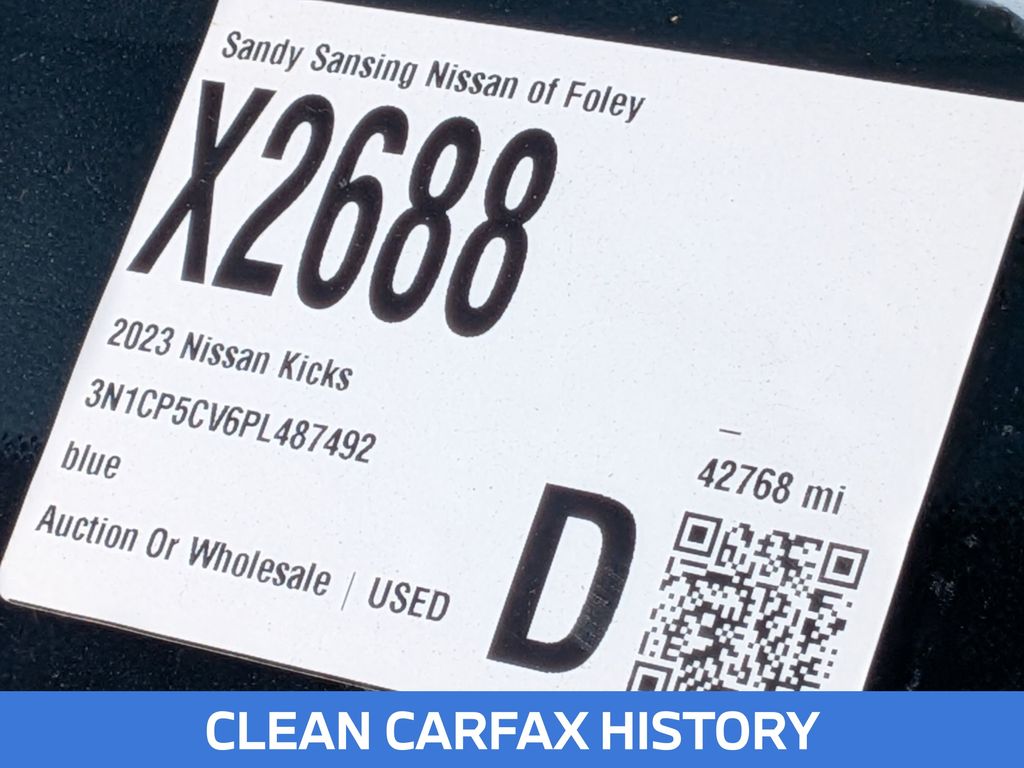 Sandy Sansing Nissan of Foley
X2688
2023 Nissan Kicks
3N1CP5CV6PL487492
blue
Auction Or Wholesale | USED
–
42768 mi
D
CLEAN CARFAX HISTORY